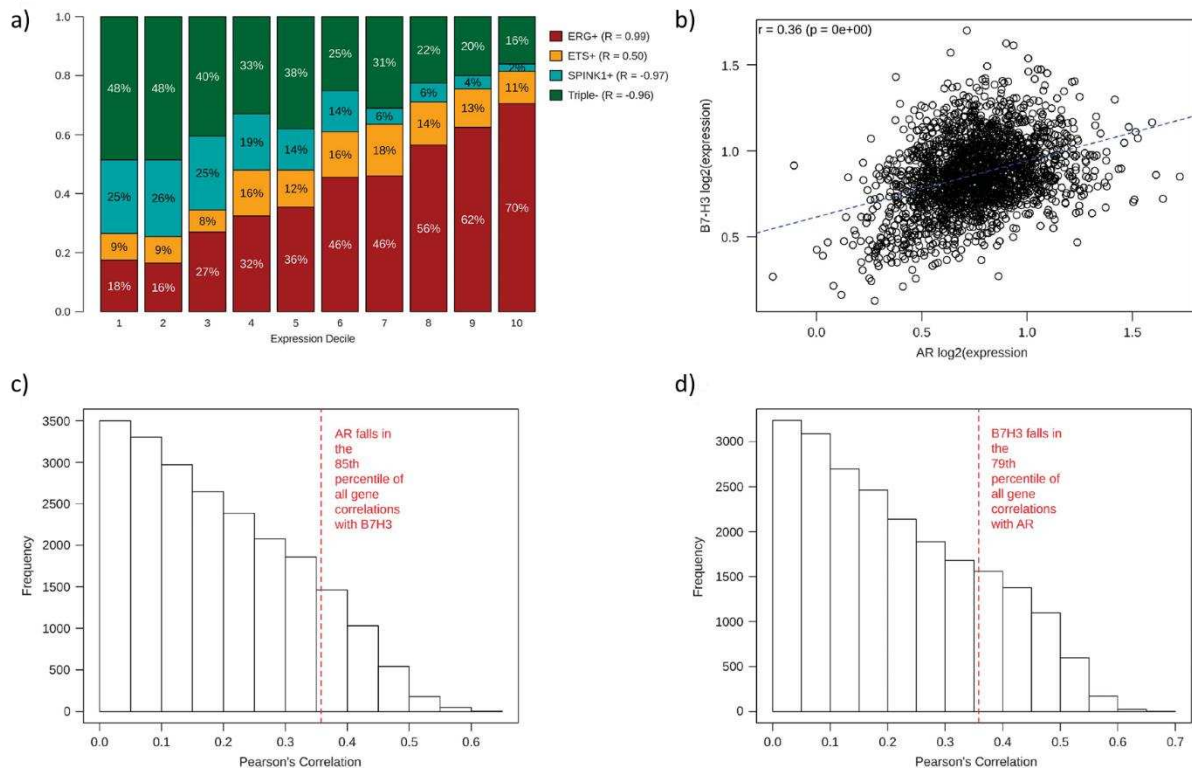 a)
1.0
0.8
0.6
0.4
0.2
0.0
48%
25%
9%
18%
48%
26%
9%
16%
40%
25%
8%
27%
33%
19%
16%
32%
38%
14%
12%
36%
25%
14%
16%
46%
31%
6%
18%
46%
22%
6%
14%
56%
20%
4%
13%
62%
16%
2%
11%
70%
1 2 3 4 5 6 7 8 9 10
Expression Decile
ERG+ (R = 0.99)
ETS+ (R = 0.50)
SPINK1+ (R = -0.97)
Triple- (R = -0.96)
b)
r = 0.36 (p = 0e+00)
B7-H3 log2(expression)
1.5
1.0
0.5
0.0 0.5 1.0 1.5
AR log2(expression
c)
Frequency
3500
3000
2500
2000
1500
1000
500
0
AR falls in
the
85th
percentile of
all gene
correlations
with B7H3
0.0 0.1 0.2 0.3 0.4 0.5 0.6
Pearson's Correlation
d)
Frequency
3000
2500
2000
1500
1000
500
0
B7H3 falls in
the
79th
percentile of
all gene
correlations
with AR
0.0 0.1 0.2 0.3 0.4 0.5 0.6 0.7
Pearson's Correlation